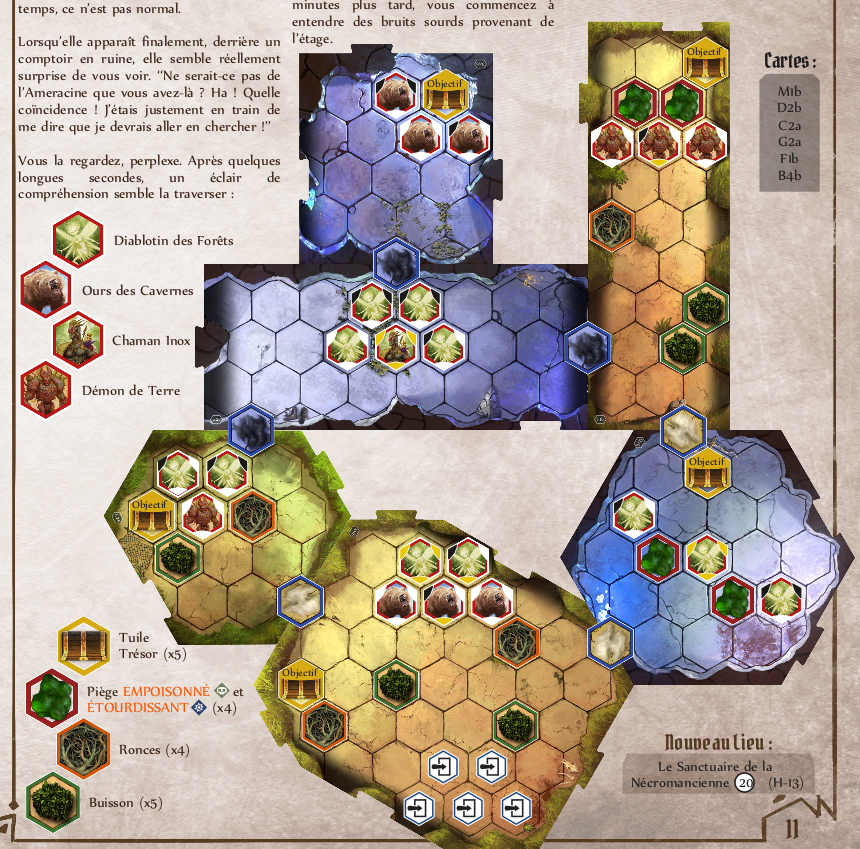 temps, ce n'est pas normal.
Lorsqu'elle apparaît finalement, derrière un
comptoir en ruine, elle semble réellement
surprise de vous voir. "Ne serait-ce pas de
l'Ameracine que vous avez-là ? Ha ! Quelle
coïncidence ! J'étais justement en train de
me dire que je devrais aller en chercher !"
Vous la regardez, perplexe. Après quelques
longues secondes, un éclair de
compréhension semble la traverser :
minutes plus tard, vous commencez à
entendre des bruits sourds provenant de
l'étage.
Diablotin des Forêts
Ours des Cavernes
Chaman Inox
Démon de Terre
Objectif
Objectif
Objectif
Objectif
Objectif
Cartes :
M1b
D2b
C2a
G2a
F1b
B4b
Tuile
Trésor (x5)
Piège EMPOISONNÉ et
ÉTOURDISSANT (x4)
Ronces (x4)
Buisson (x5)
Nouveau Lieu :
Le Sanctuaire de la
Nécromancienne 20 (H-13)
11